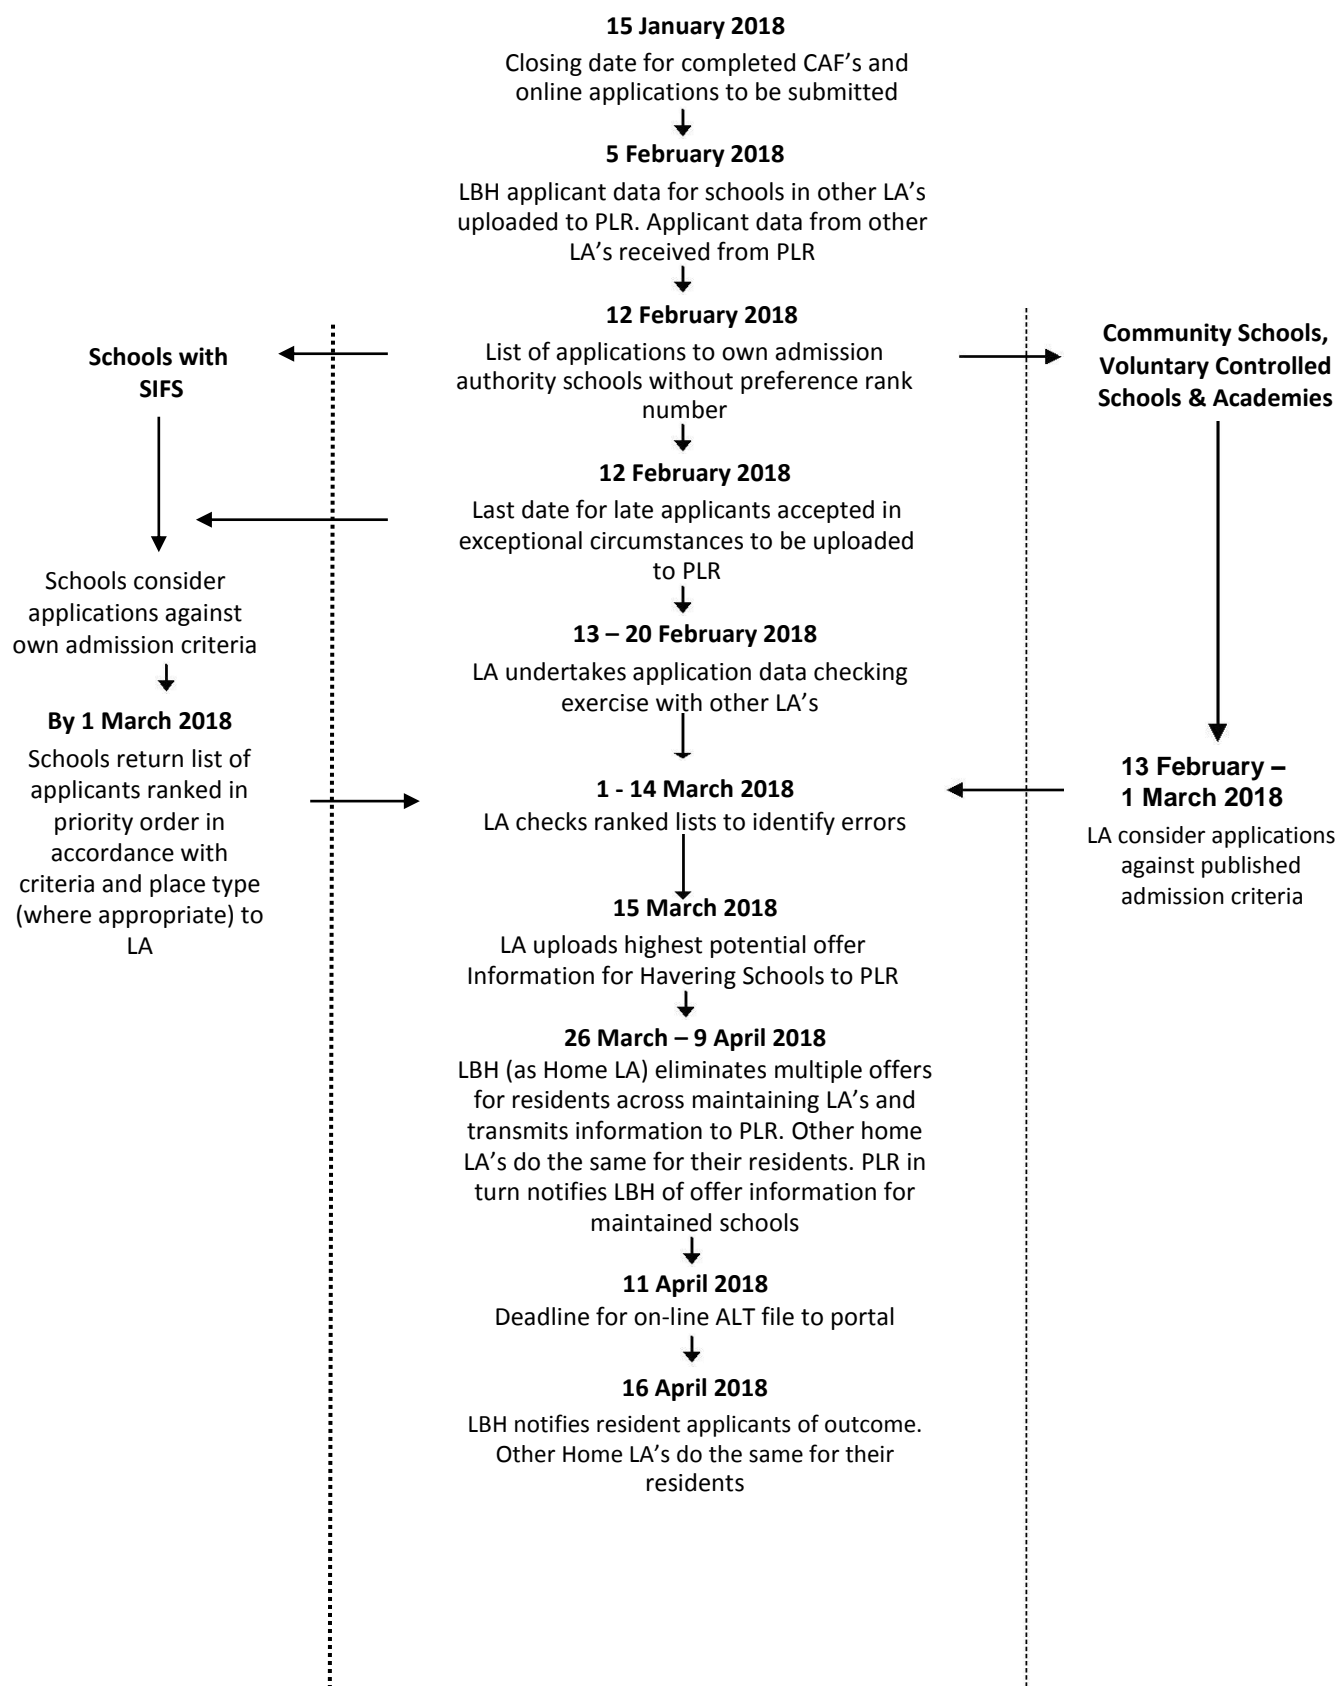 15 January 2018
Closing date for completed CAF's and
online applications to be submitted
5 February 2018
LBH applicant data for schools in other LA's
uploaded to PLR. Applicant data from other
LA's received from PLR
12 February 2018
List of applications to own admission
authority schools without preference rank
number
12 February 2018
Last date for late applicants accepted in
exceptional circumstances to be uploaded
to PLR
13 – 20 February 2018
LA undertakes application data checking
exercise with other LA's
1 - 14 March 2018
LA checks ranked lists to identify errors
15 March 2018
LA uploads highest potential offer
Information for Havering Schools to PLR
26 March – 9 April 2018
LBH (as Home LA) eliminates multiple offers
for residents across maintaining LA's and
transmits information to PLR. Other home
LA's do the same for their residents. PLR in
turn notifies LBH of offer information for
maintained schools
11 April 2018
Deadline for on-line ALT file to portal
16 April 2018
LBH notifies resident applicants of outcome.
Other Home LA's do the same for their
residents
Schools with
SIFS
Schools consider
applications against
own admission criteria
By 1 March 2018
Schools return list of
applicants ranked in
priority order in
accordance with
criteria and place type
(where appropriate) to
LA
Community Schools,
Voluntary Controlled
Schools & Academies
13 February –
1 March 2018
LA consider applications
against published
admission criteria